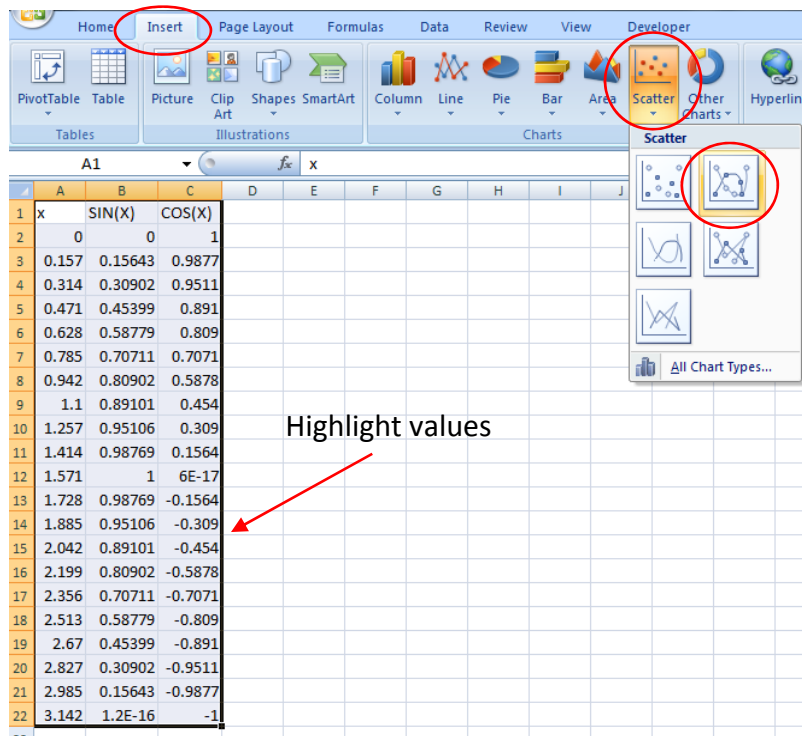 Home Insert Page Layout Formulas Data Review View Developer
PivotTable Table Picture Clip Art Shapes SmartArt Column Line Pie Bar Area Scatter Other Charts Hyperlin
Tables Illustrations Charts
Scatter
A1 fx x
A B C D E F G H I J
1 x SIN(X) COS(X)
2 0 0 1
3 0.157 0.15643 0.9877
4 0.314 0.30902 0.9511
5 0.471 0.45399 0.891
6 0.628 0.58779 0.809
7 0.785 0.70711 0.7071
8 0.942 0.80902 0.5878
All Chart Types...
9 1.1 0.89101 0.454
10 1.257 0.95106 0.309
Highlight values
11 1.414 0.98769 0.1564
12 1.571 1 6E-17
13 1.728 0.98769 -0.1564
14 1.885 0.95106 -0.309
15 2.042 0.89101 -0.454
16 2.199 0.80902 -0.5878
17 2.356 0.70711 -0.7071
18 2.513 0.58779 -0.809
19 2.67 0.45399 -0.891
20 2.827 0.30902 -0.9511
21 2.985 0.15643 -0.9877
22 3.142 1.2E-16 -1